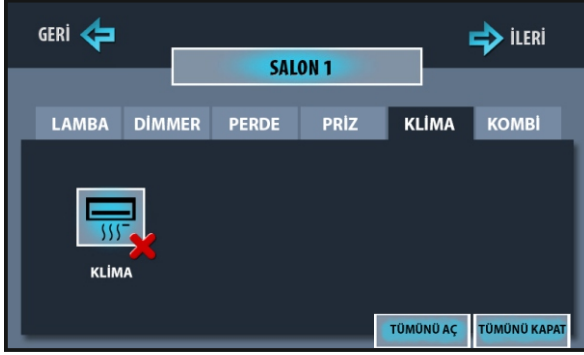 GERİ
İLERİ
SALON 1
LAMBA DİMMER PERDE PRİZ KLİMA KOMBİ
KLİMA
TÜMÜNÜ AÇ TÜMÜNÜ KAPAT